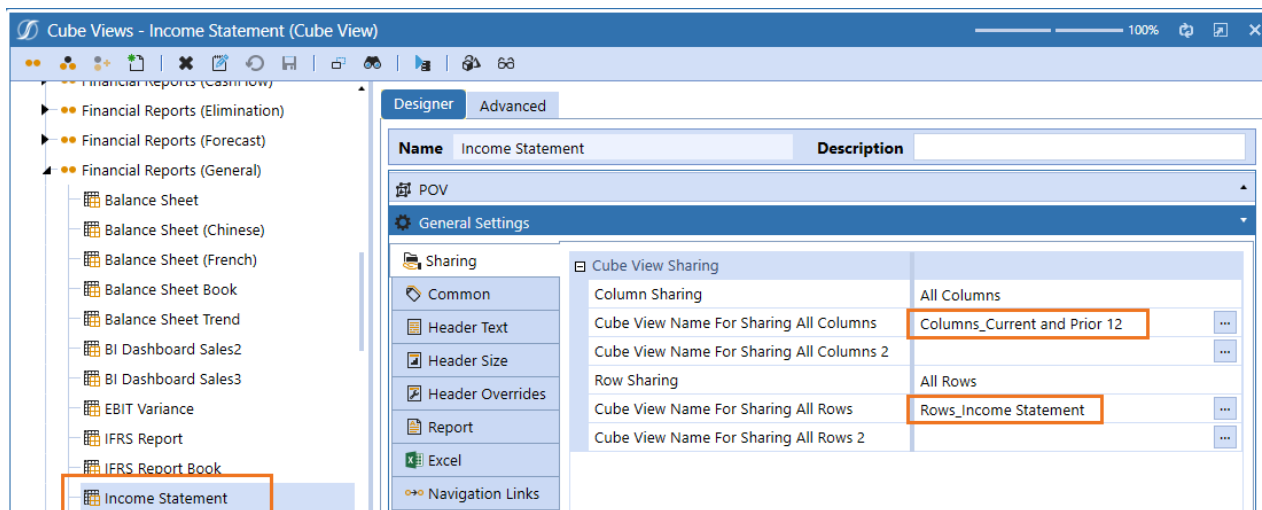 Cube Views - Income Statement (Cube View)
100%
Financial Reports (CashFlow)
Financial Reports (Elimination)
Financial Reports (Forecast)
Financial Reports (General)
Balance Sheet
Balance Sheet (Chinese)
Balance Sheet (French)
Balance Sheet Book
Balance Sheet Trend
BI Dashboard Sales2
BI Dashboard Sales3
EBIT Variance
IFRS Report
IFRS Report Book
Income Statement
Designer Advanced
Name Income Statement Description
POV
General Settings
Sharing
Common
Header Text
Header Size
Header Overrides
Report
Excel
Navigation Links
Cube View Sharing
Column Sharing All Columns
Cube View Name For Sharing All Columns Columns_Current and Prior 12 ...
Cube View Name For Sharing All Columns 2 ...
Row Sharing All Rows
Cube View Name For Sharing All Rows Rows_Income Statement ...
Cube View Name For Sharing All Rows 2 ...